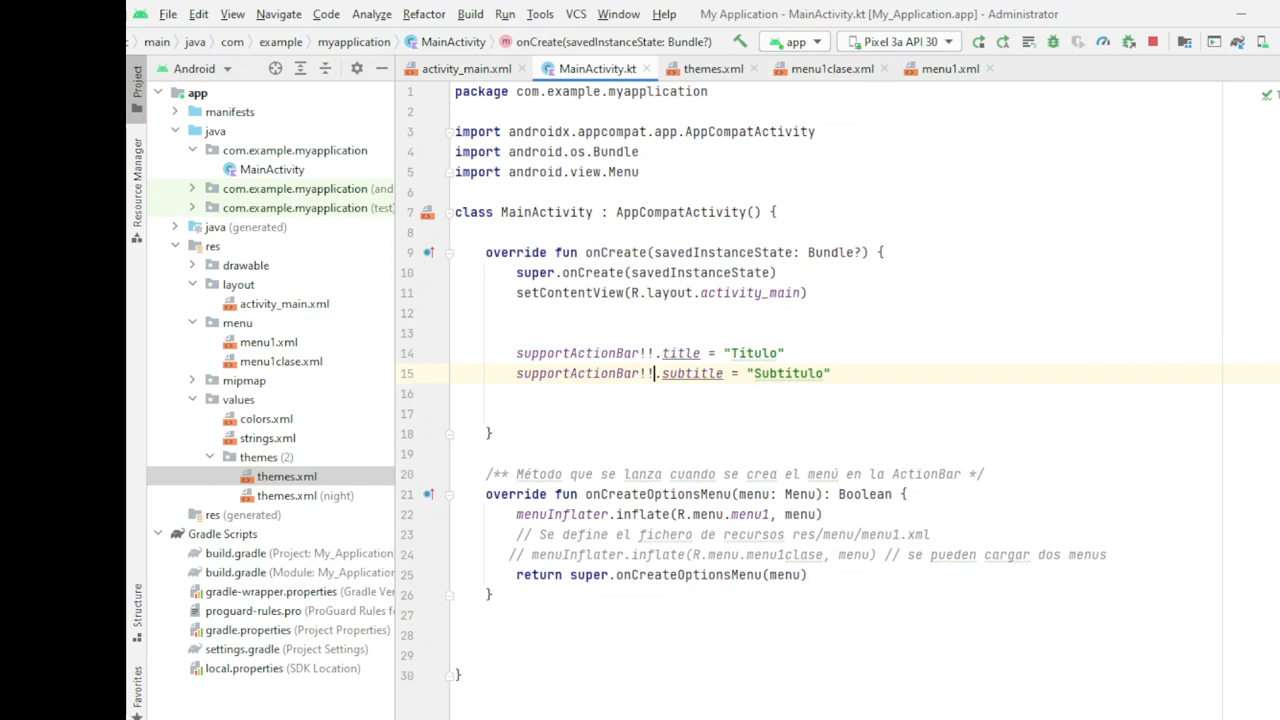 File Edit View Navigate Code Analyze Refactor Build Run Tools VCS Window Help My Application - MainActivity.kt [My_Application.app] - Administrator
main java com example myapplication MainActivity onCreate(savedInstanceState: Bundle?) app Pixel 3a API 30
Android activity_main.xml MainActivity.kt themes.xml menu1clase.xml menu1.xml
Project
Resource Manager
Structure
Favorites
app
manifests
java
com.example.myapplication
MainActivity
com.example.myapplication (and
com.example.myapplication (test)
java (generated)
res
drawable
layout
activity_main.xml
menu
menu1.xml
menu1clase.xml
mipmap
values
colors.xml
strings.xml
themes (2)
themes.xml
themes.xml (night)
res (generated)
Gradle Scripts
build.gradle (Project: My_Application
build.gradle (Module: My_Application
gradle-wrapper.properties (Gradle Ver
proguard-rules.pro (ProGuard Rules f
gradle.properties (Project Properties)
settings.gradle (Project Settings)
local.properties (SDK Location)
1 package com.example.myapplication
2
3 import androidx.appcompat.app.AppCompatActivity
4 import android.os.Bundle
5 import android.view.Menu
6
7 class MainActivity : AppCompatActivity() {
8
9 override fun onCreate(savedInstanceState: Bundle?) {
10 super.onCreate(savedInstanceState)
11 setContentView(R.layout.activity_main)
12
13
14 supportActionBar!!.title = "Titulo"
15 supportActionBar!!.subtitle = "Subtitulo"
16
17
18 }
19
20 /** Método que se lanza cuando se crea el menú en la ActionBar */
21 override fun onCreateOptionsMenu(menu: Menu): Boolean {
22 menuInflater.inflate(R.menu.menu1, menu)
23 // Se define el fichero de recursos res/menu/menu1.xml
24 // menuInflater.inflate(R.menu.menu1clase, menu) // se pueden cargar dos menus
25 return super.onCreateOptionsMenu(menu)
26 }
27
28
29
30 }
1